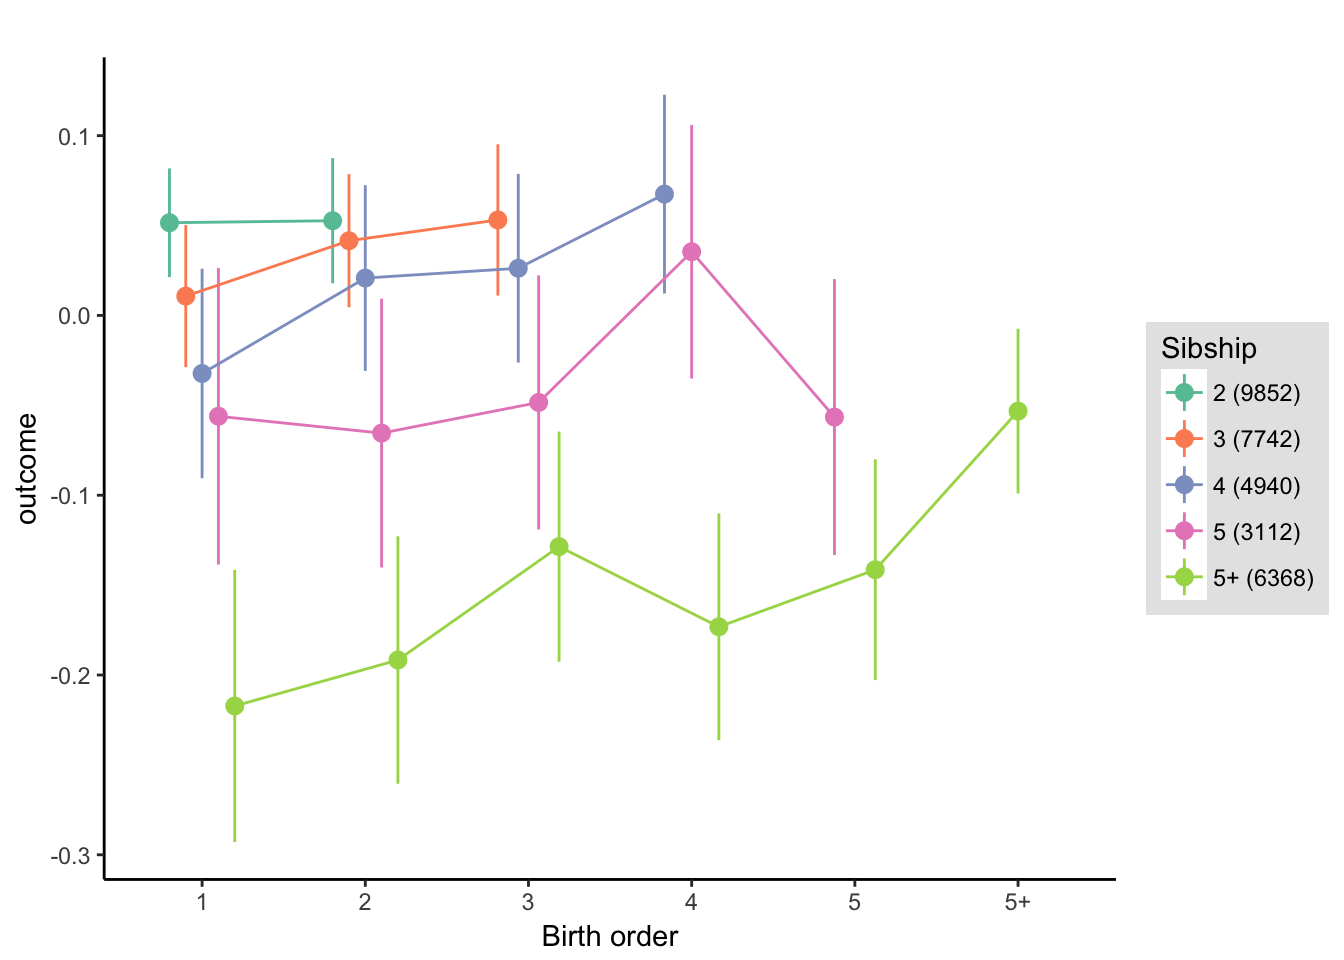 0.1
0.0
-0.1
-0.2
-0.3
outcome
1 2 3 4 5 5+
Birth order
Sibship
2 (9852)
3 (7742)
4 (4940)
5 (3112)
5+ (6368)